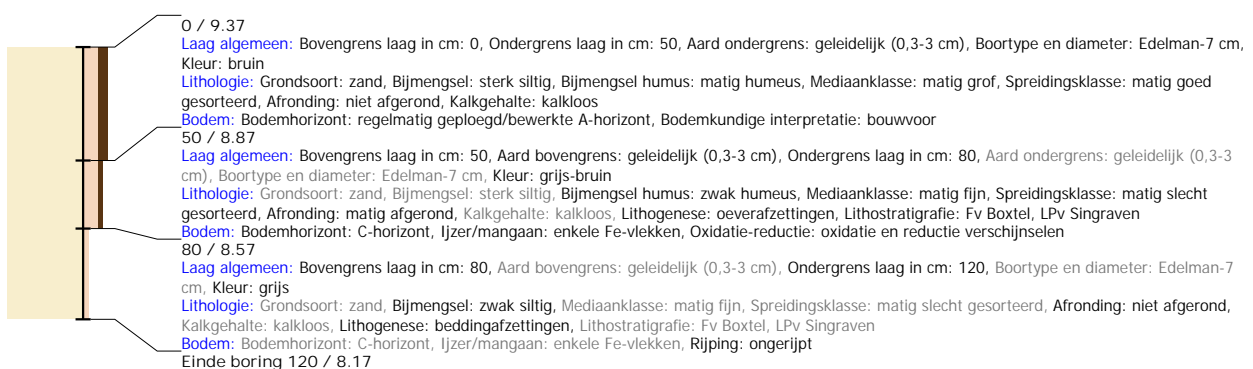 0 / 9.37
Laag algemeen: Bovengrens laag in cm: 0, Ondergrens laag in cm: 50, Aard ondergrens: geleidelijk (0,3-3 cm), Boortype en diameter: Edelman-7 cm,
Kleur: bruin
Lithologie: Grondsoort: zand, Bijmengsel: sterk siltig, Bijmengsel humus: matig humeus, Mediaanklasse: matig grof, Spreidingsklasse: matig goed
gesorteerd, Afronding: niet afgerond, Kalkgehalte: kalkloos
Bodem: Bodemhorizont: regelmatig geploegd/bewerkte A-horizont, Bodemkundige interpretatie: bouwvoor
50 / 8.87
Laag algemeen: Bovengrens laag in cm: 50, Aard bovengrens: geleidelijk (0,3-3 cm), Ondergrens laag in cm: 80, Aard ondergrens: geleidelijk (0,3-3
cm), Boortype en diameter: Edelman-7 cm, Kleur: grijs-bruin
Lithologie: Grondsoort: zand, Bijmengsel: sterk siltig, Bijmengsel humus: zwak humeus, Mediaanklasse: matig fijn, Spreidingsklasse: matig slecht
gesorteerd, Afronding: matig afgerond, Kalkgehalte: kalkloos, Lithogenese: oeverafzettingen, Lithostratigrafie: Fv Boxtel, LPv Singraven
Bodem: Bodemhorizont: C-horizont, Ijzer/mangaan: enkele Fe-vlekken, Oxidatie-reductie: oxidatie en reductie verschijnselen
80 / 8.57
Laag algemeen: Bovengrens laag in cm: 80, Aard bovengrens: geleidelijk (0,3-3 cm), Ondergrens laag in cm: 120, Boortype en diameter: Edelman-7
cm, Kleur: grijs
Lithologie: Grondsoort: zand, Bijmengsel: zwak siltig, Mediaanklasse: matig fijn, Spreidingsklasse: matig slecht gesorteerd, Afronding: niet afgerond,
Kalkgehalte: kalkloos, Lithogenese: beddingafzettingen, Lithostratigrafie: Fv Boxtel, LPv Singraven
Bodem: Bodemhorizont: C-horizont, Ijzer/mangaan: enkele Fe-vlekken, Rijping: ongerijpt
Einde boring 120 / 8.17